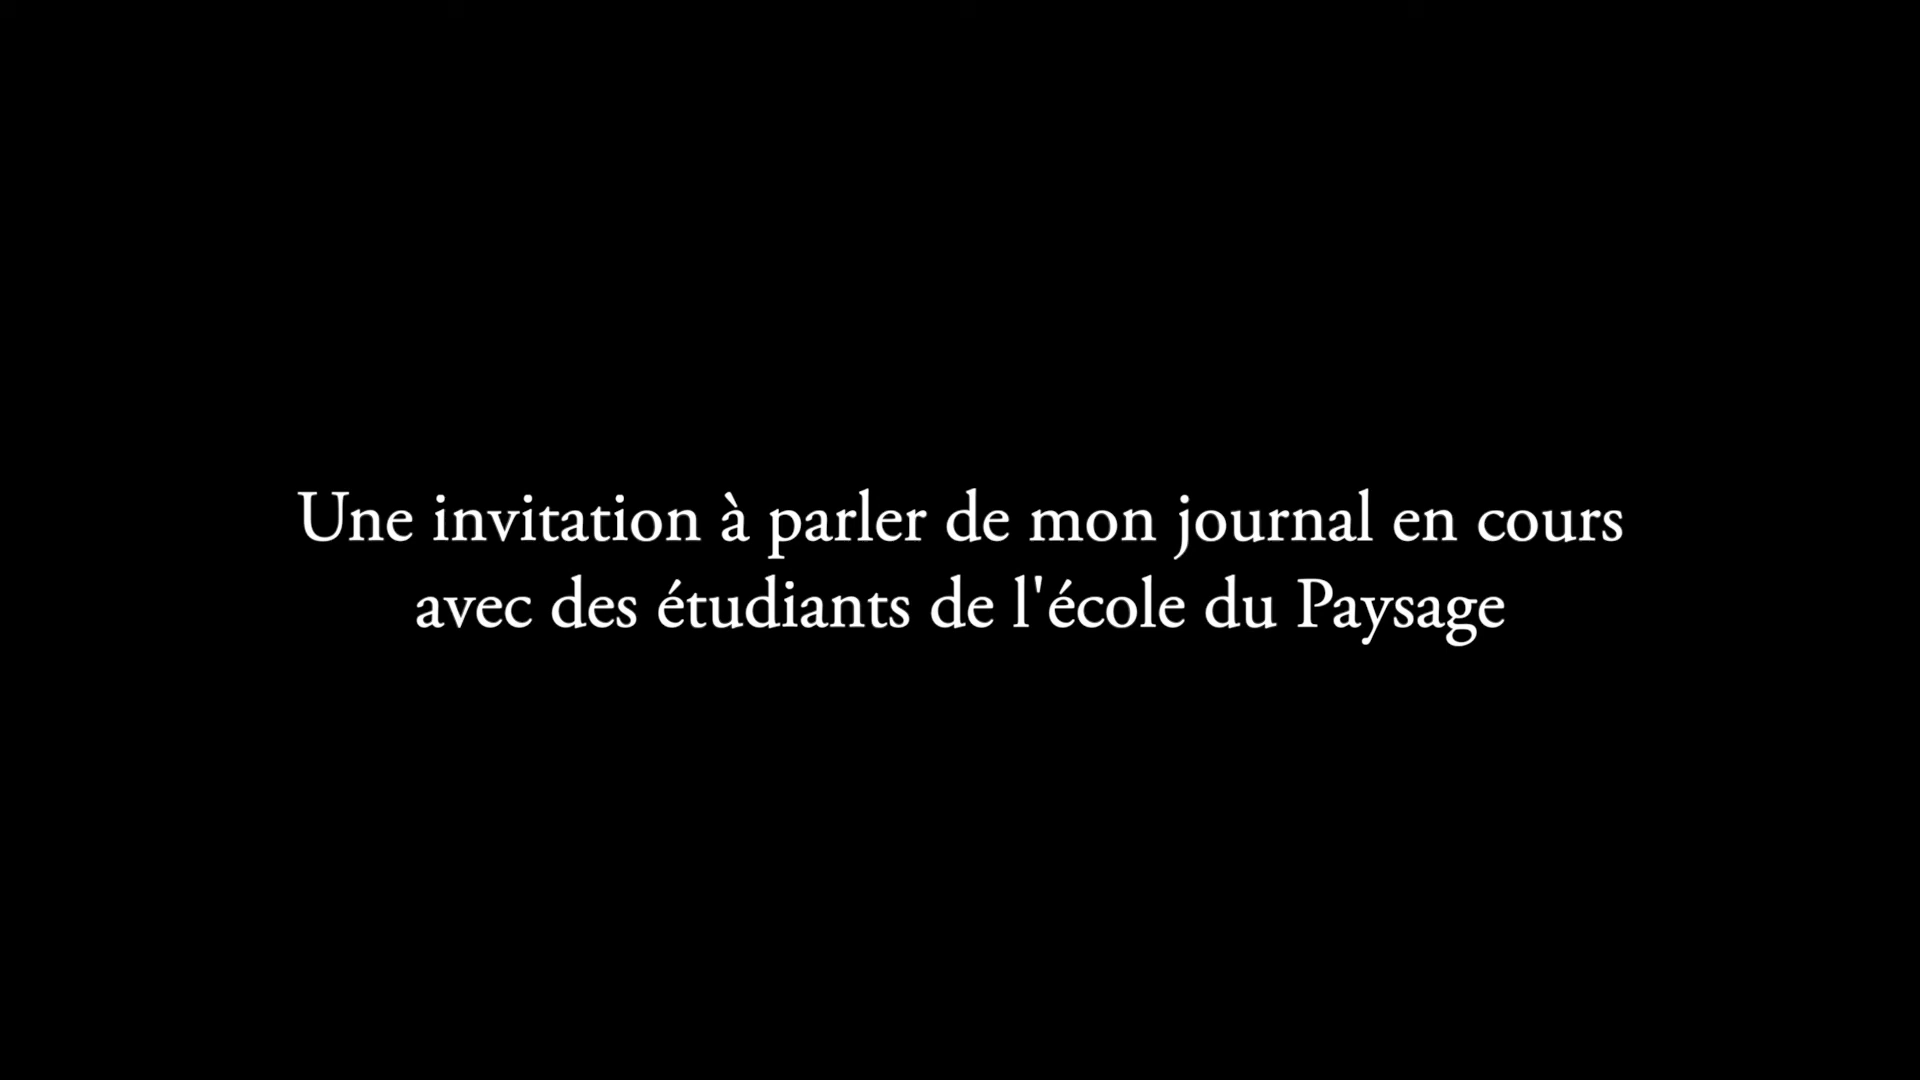 Une invitation à parler de mon journal en cours
avec des étudiants de l'école du Paysage